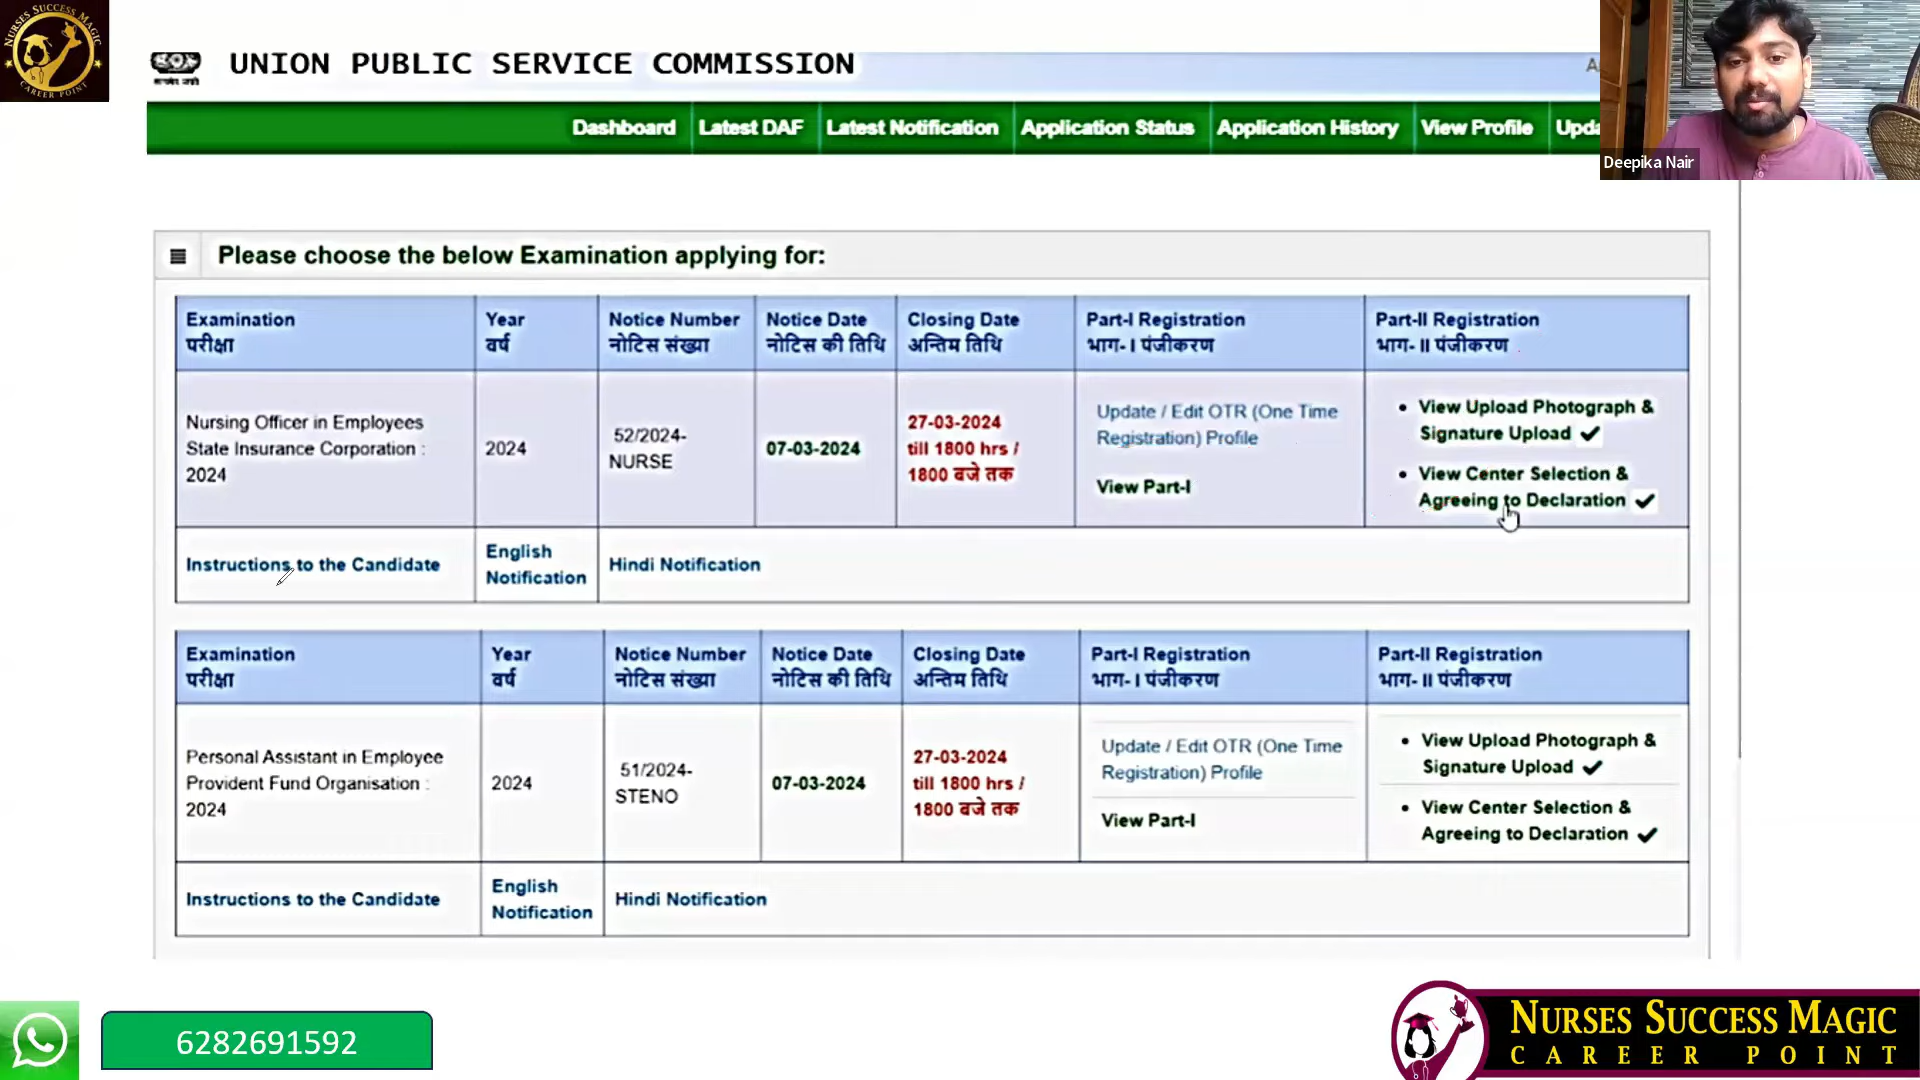 NURSES SUCCESS MAGIC
CAREER POINT
UNION PUBLIC SERVICE COMMISSION
Dashboard Latest DAF Latest Notification Application Status Application History View Profile
Deepika Nair
Please choose the below Examination applying for:
Examination Year Notice Number Notice Date Closing Date Part-I Registration Part-II Registration
परीक्षा वर्ष नोटिस संख्या नोटिस की तिथि अन्तिम तिथि भाग- I पंजीकरण भाग- II पंजीकरण
Nursing Officer in Employees
State Insurance Corporation :
2024
2024
52/2024-
NURSE
07-03-2024
27-03-2024
till 1800 hrs /
1800 बजे तक
Update / Edit OTR (One Time
Registration) Profile
View Part-I
• View Upload Photograph &
Signature Upload ✔
• View Center Selection &
Agreeing to Declaration ✔
Instructions to the Candidate
English
Notification
Hindi Notification
Examination Year Notice Number Notice Date Closing Date Part-I Registration Part-II Registration
परीक्षा वर्ष नोटिस संख्या नोटिस की तिथि अन्तिम तिथि भाग- I पंजीकरण भाग- II पंजीकरण
Personal Assistant in Employee
Provident Fund Organisation :
2024
2024
51/2024-
STENO
07-03-2024
27-03-2024
till 1800 hrs /
1800 बजे तक
Update / Edit OTR (One Time
Registration) Profile
View Part-I
• View Upload Photograph &
Signature Upload ✔
• View Center Selection &
Agreeing to Declaration ✔
Instructions to the Candidate
English
Notification
Hindi Notification
6282691592
NURSES SUCCESS MAGIC
CAREER POINT